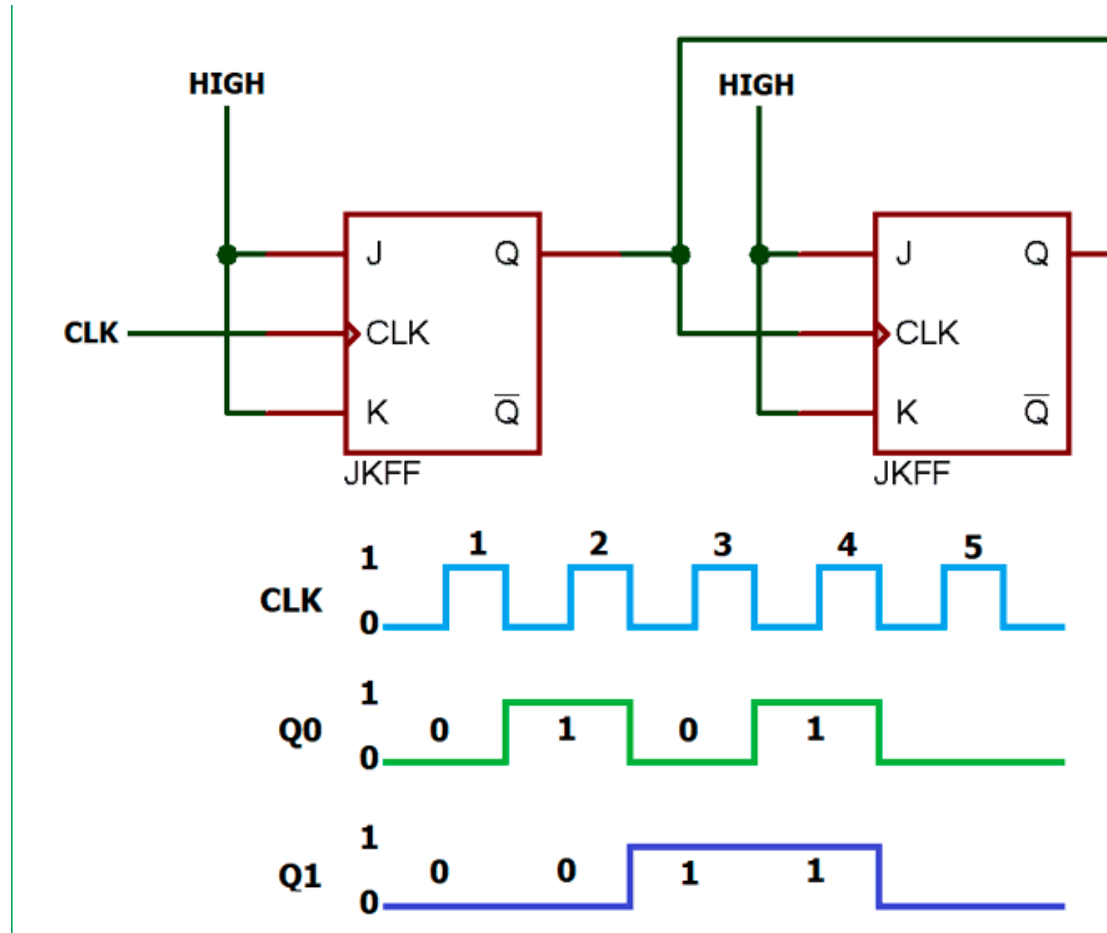 HIGH HIGH
J Q J Q
CLK CLK CLK
K Q̅ K Q̅
JKFF JKFF
1 2 3 4 5
1
CLK
0
1
Q0 0 1 0 1
0
1
Q1 0 0 1 1
0